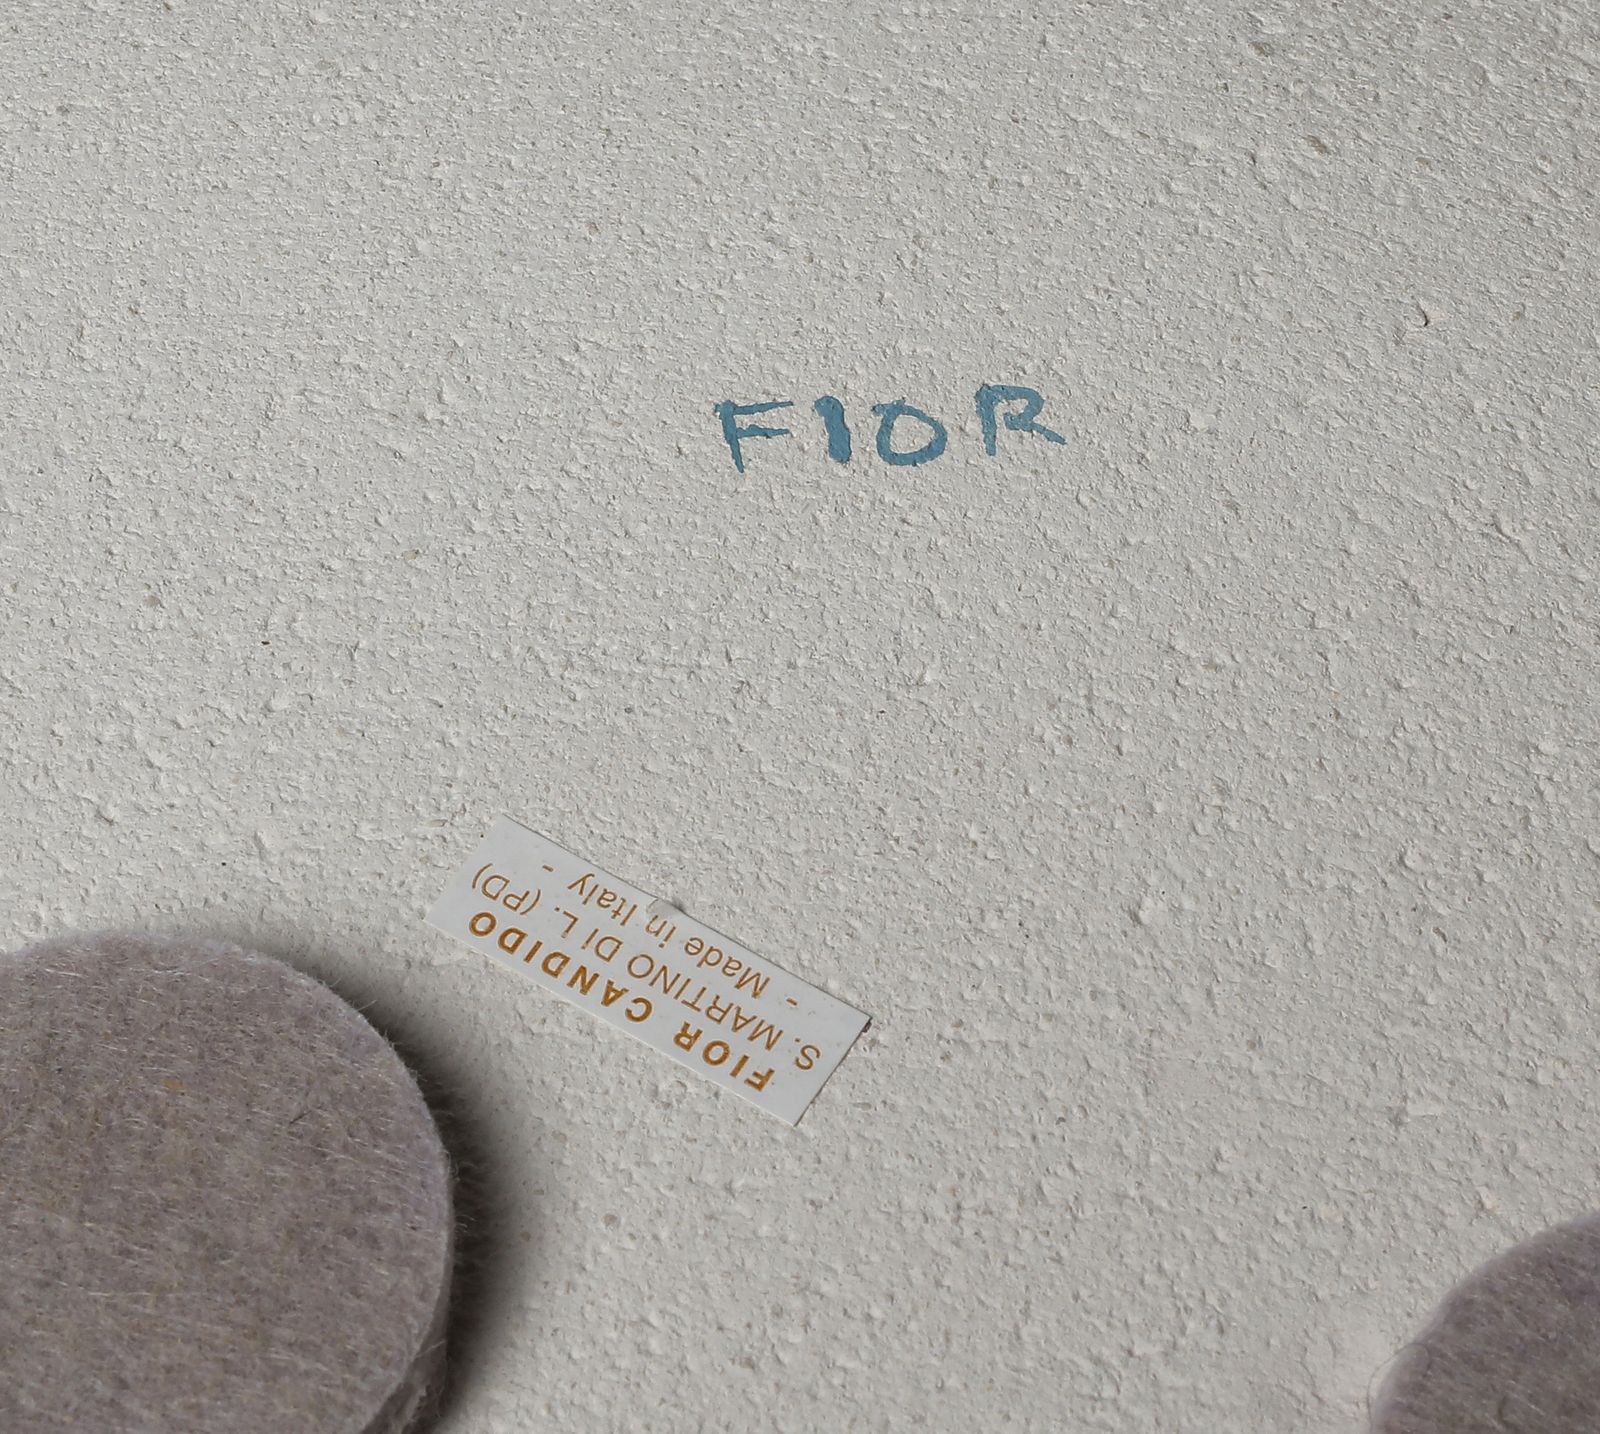 FIOR
FIOR CANDIDO
S. MARTINO DI L. (PD)
- Made in Italy -